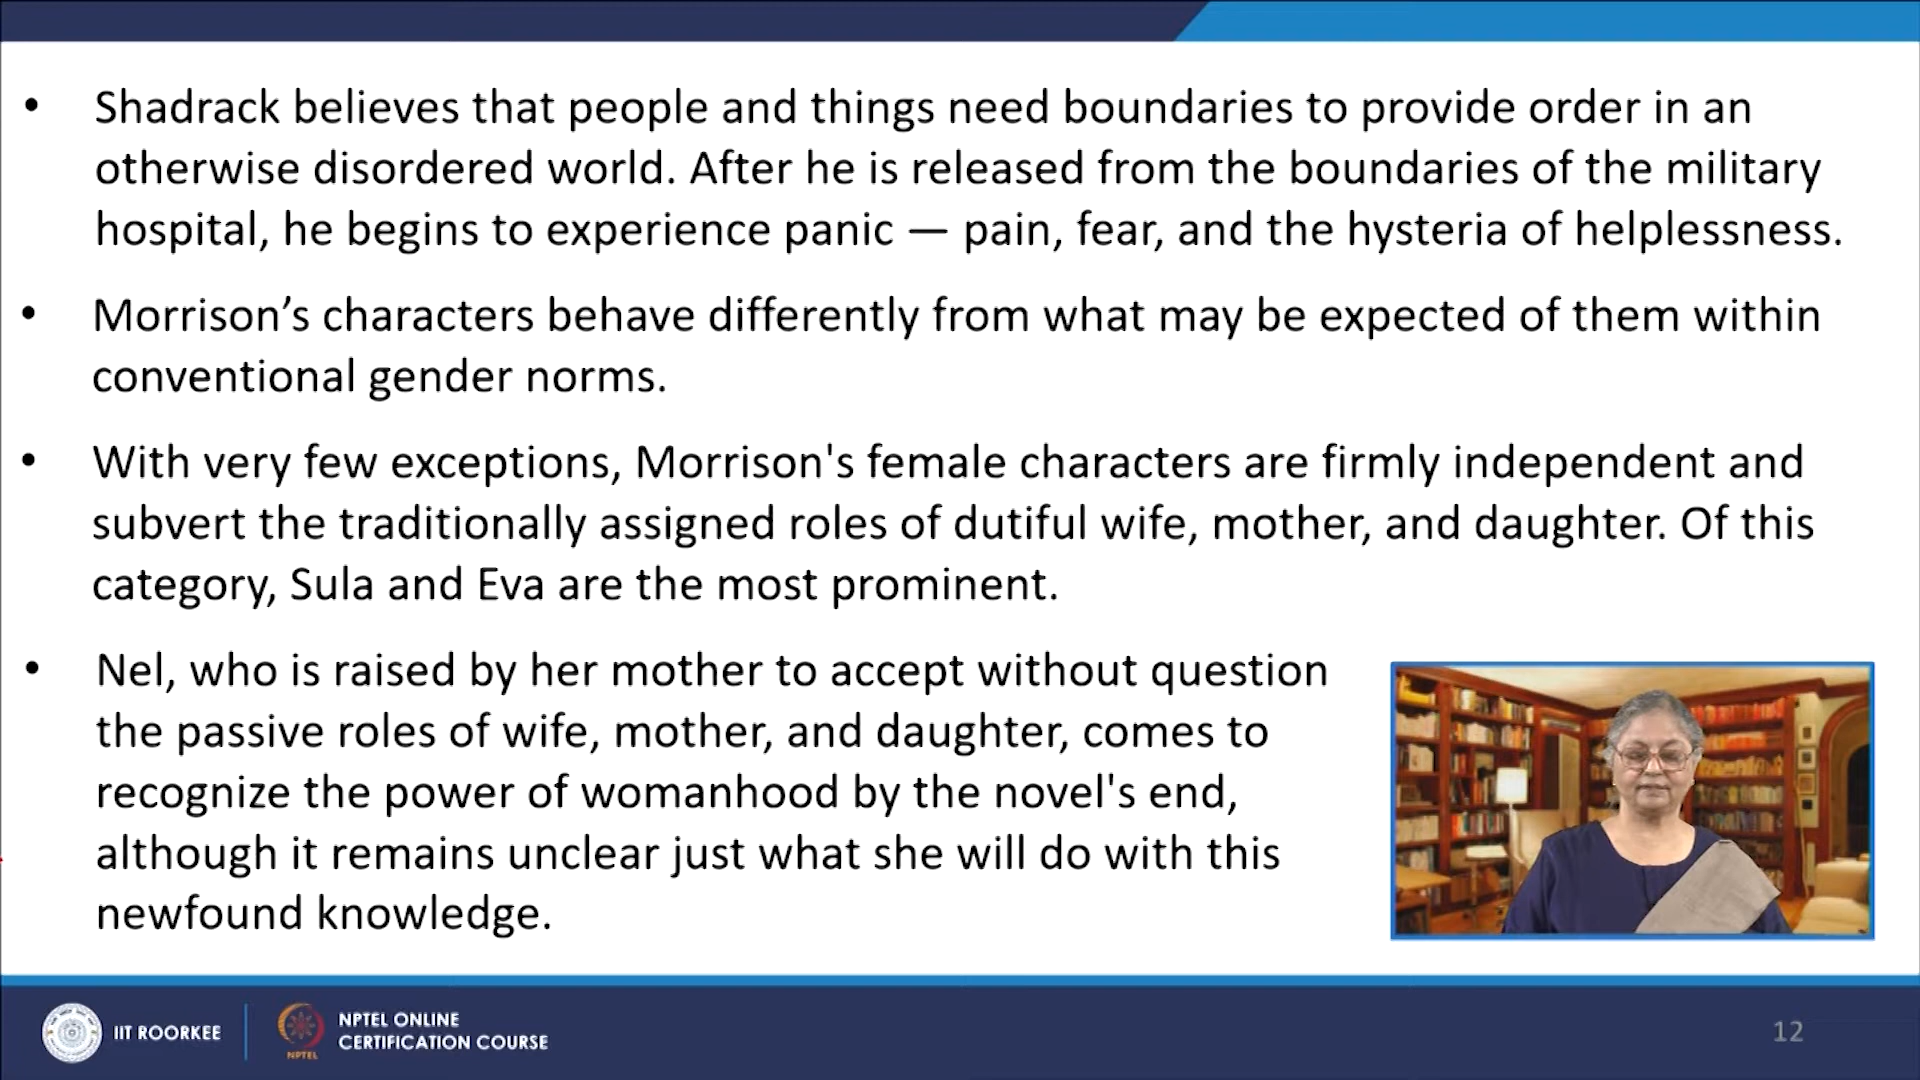 • Shadrack believes that people and things need boundaries to provide order in an
otherwise disordered world. After he is released from the boundaries of the military
hospital, he begins to experience panic — pain, fear, and the hysteria of helplessness.
• Morrison’s characters behave differently from what may be expected of them within
conventional gender norms.
• With very few exceptions, Morrison's female characters are firmly independent and
subvert the traditionally assigned roles of dutiful wife, mother, and daughter. Of this
category, Sula and Eva are the most prominent.
• Nel, who is raised by her mother to accept without question
the passive roles of wife, mother, and daughter, comes to
recognize the power of womanhood by the novel's end,
although it remains unclear just what she will do with this
newfound knowledge.
IIT ROORKEE
NPTEL
NPTEL ONLINE
CERTIFICATION COURSE
12